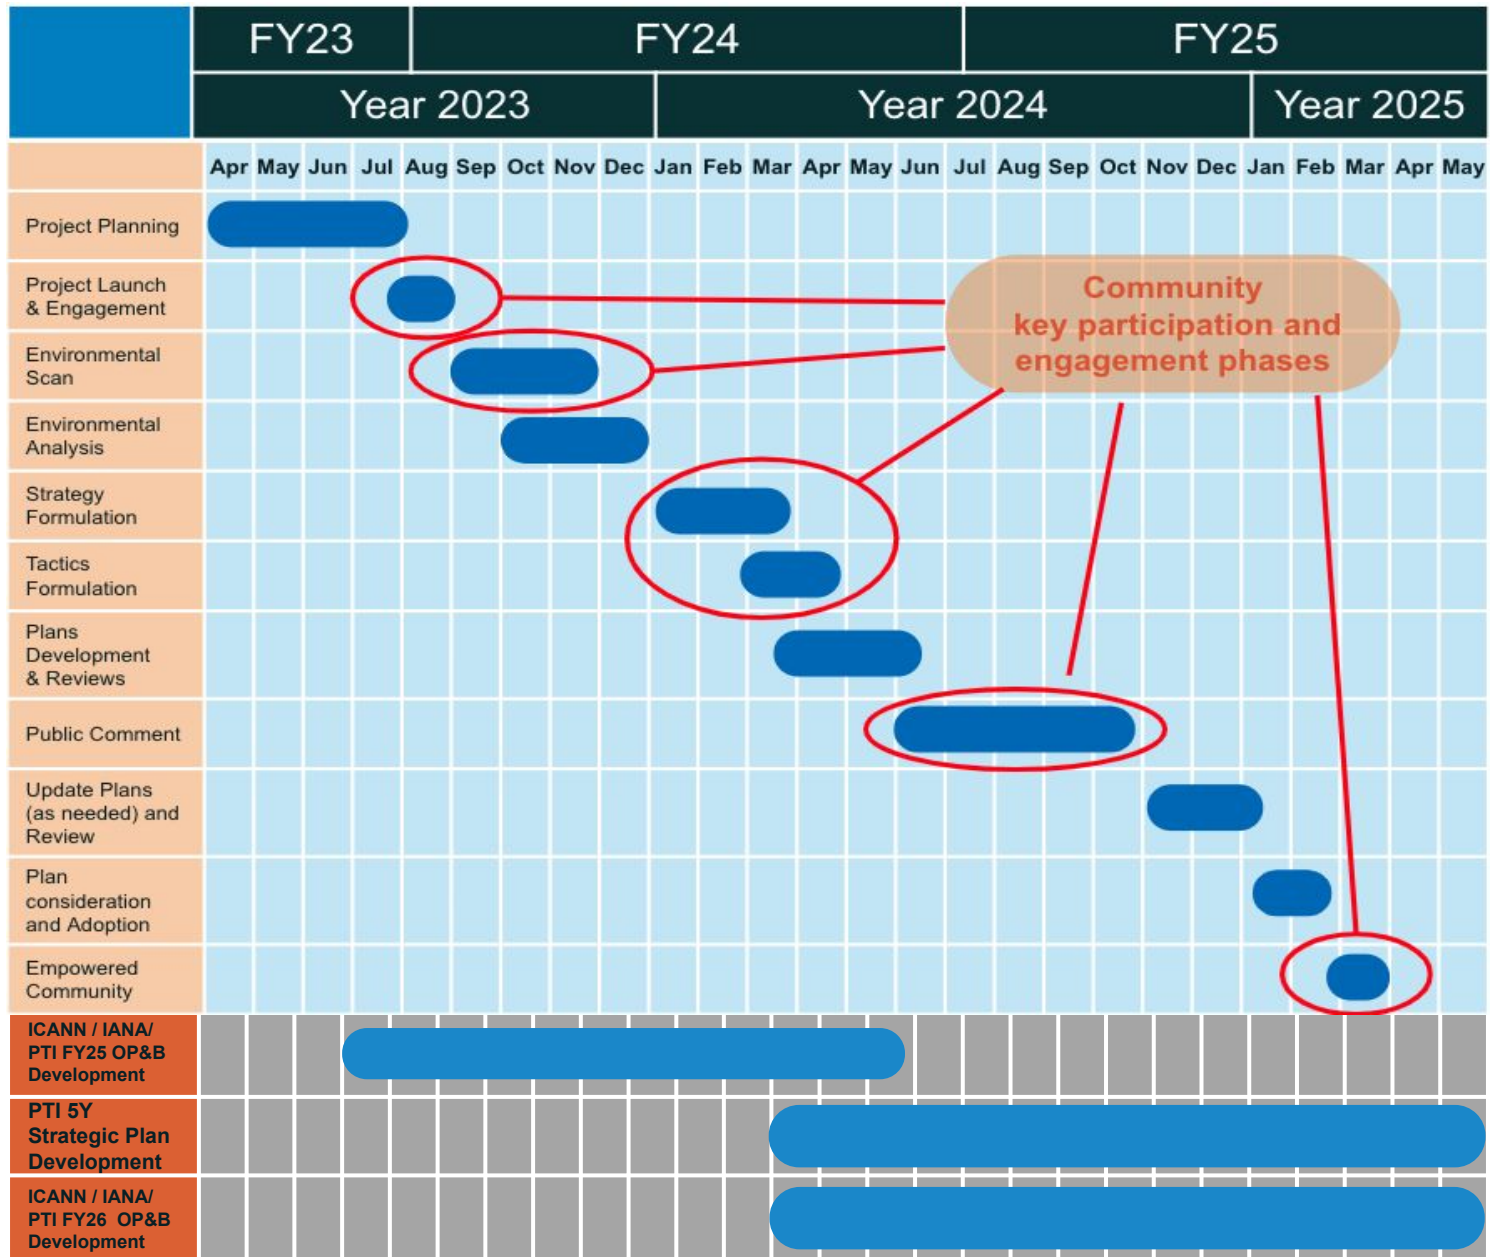 FY23 FY24 FY25
Year 2023 Year 2024 Year 2025
Apr May Jun Jul Aug Sep Oct Nov Dec Jan Feb Mar Apr May Jun Jul Aug Sep Oct Nov Dec Jan Feb Mar Apr May
Project Planning
Project Launch
& Engagement
Community
key participation and
engagement phases
Environmental
Scan
Environmental
Analysis
Strategy
Formulation
Tactics
Formulation
Plans
Development
& Reviews
Public Comment
Update Plans
(as needed) and
Review
Plan
consideration
and Adoption
Empowered
Community
ICANN / IANA/
PTI FY25 OP&B
Development
PTI 5Y
Strategic Plan
Development
ICANN / IANA/
PTI FY26 OP&B
Development